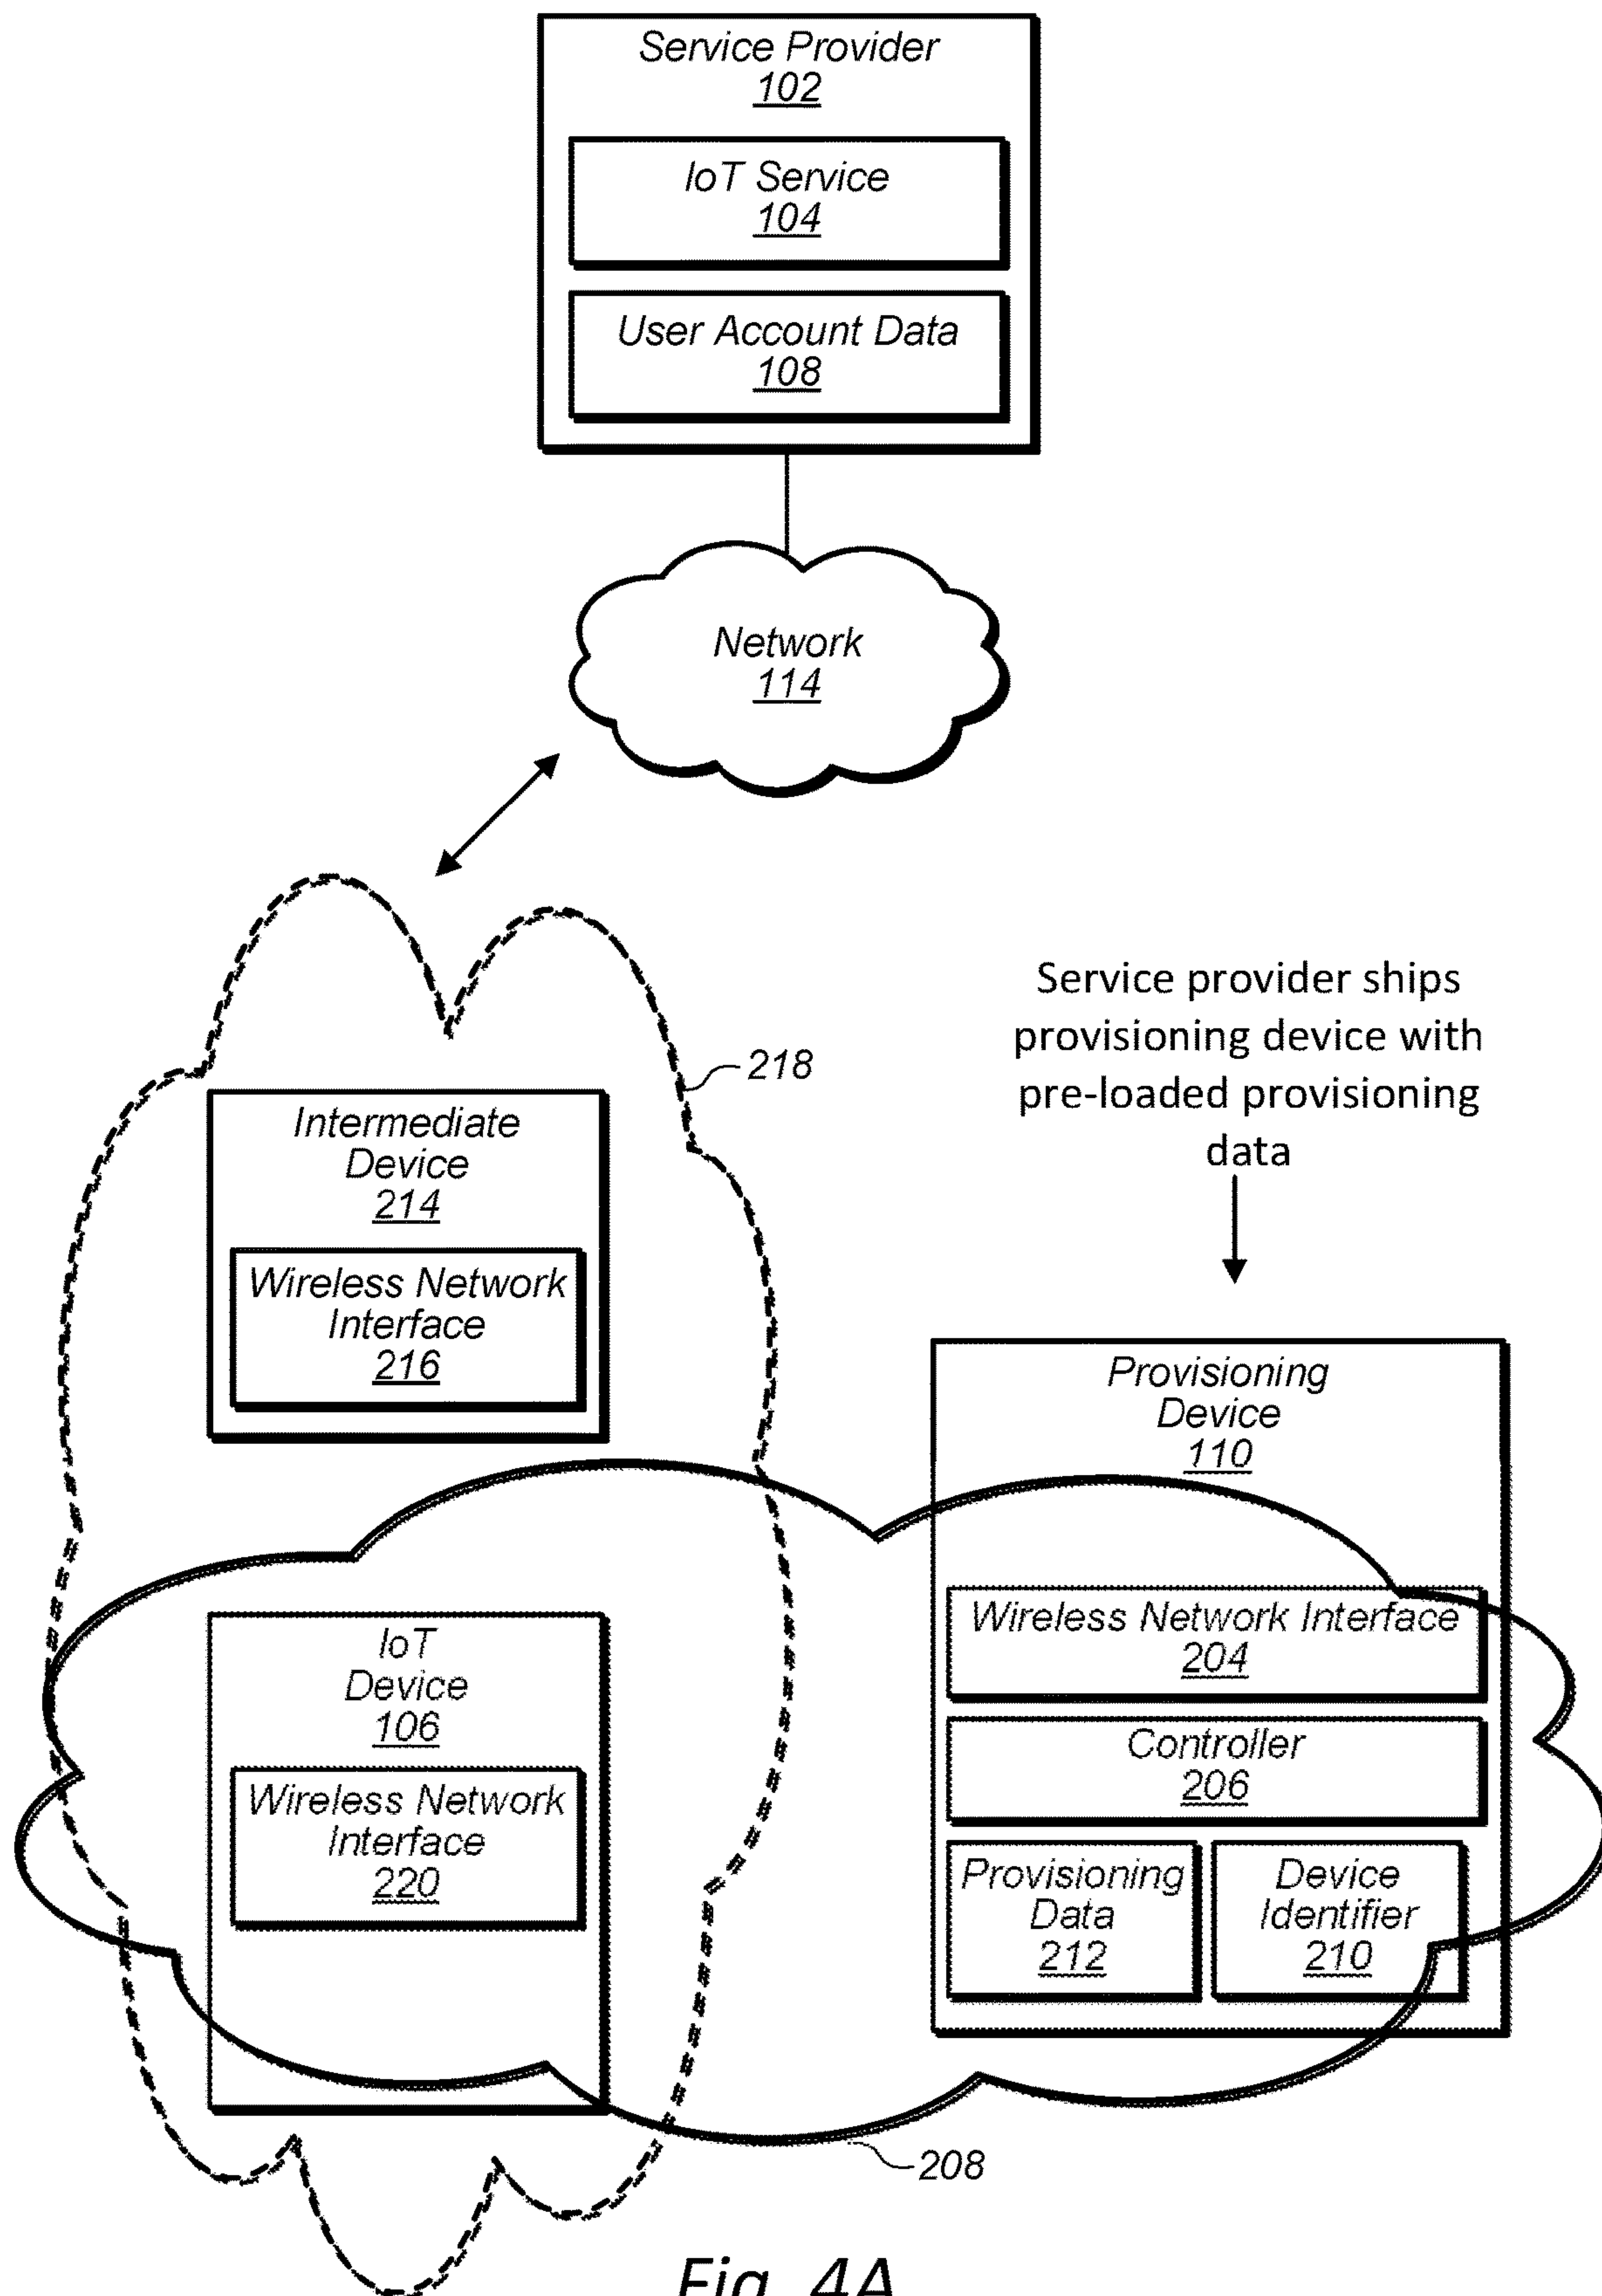 Service Provider
102
IoT Service
104
User Account Data
108
Network
114
218
Service provider ships
provisioning device with
pre-loaded provisioning
data
Intermediate
Device
214
Wireless Network
Interface
216
Provisioning
Device
110
Wireless Network Interface
204
Controller
206
Provisioning
Data
212
Device
Identifier
210
IoT
Device
106
Wireless Network
Interface
220
208
Fig. 4A